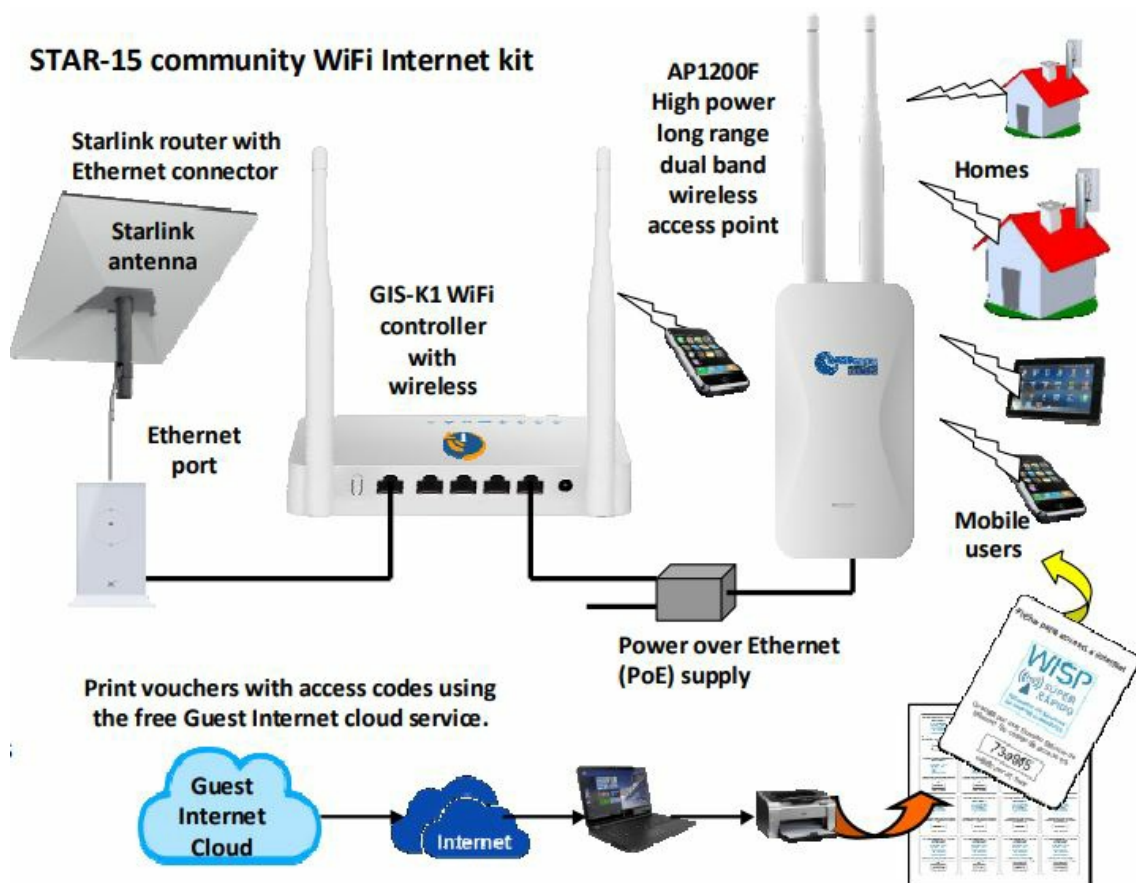 STAR-15 community WiFi Internet kit
Starlink router with
Ethernet connector
Starlink
antenna
Ethernet
port
GIS-K1 WiFi
controller
with
wireless
AP1200F
High power
long range
dual band
wireless
access point
Homes
Mobile
users
Power over Ethernet
(PoE) supply
Print vouchers with access codes using
the free Guest Internet cloud service.
Guest
Internet
Cloud
Internet
WISP
SUPER
RÁPIDO